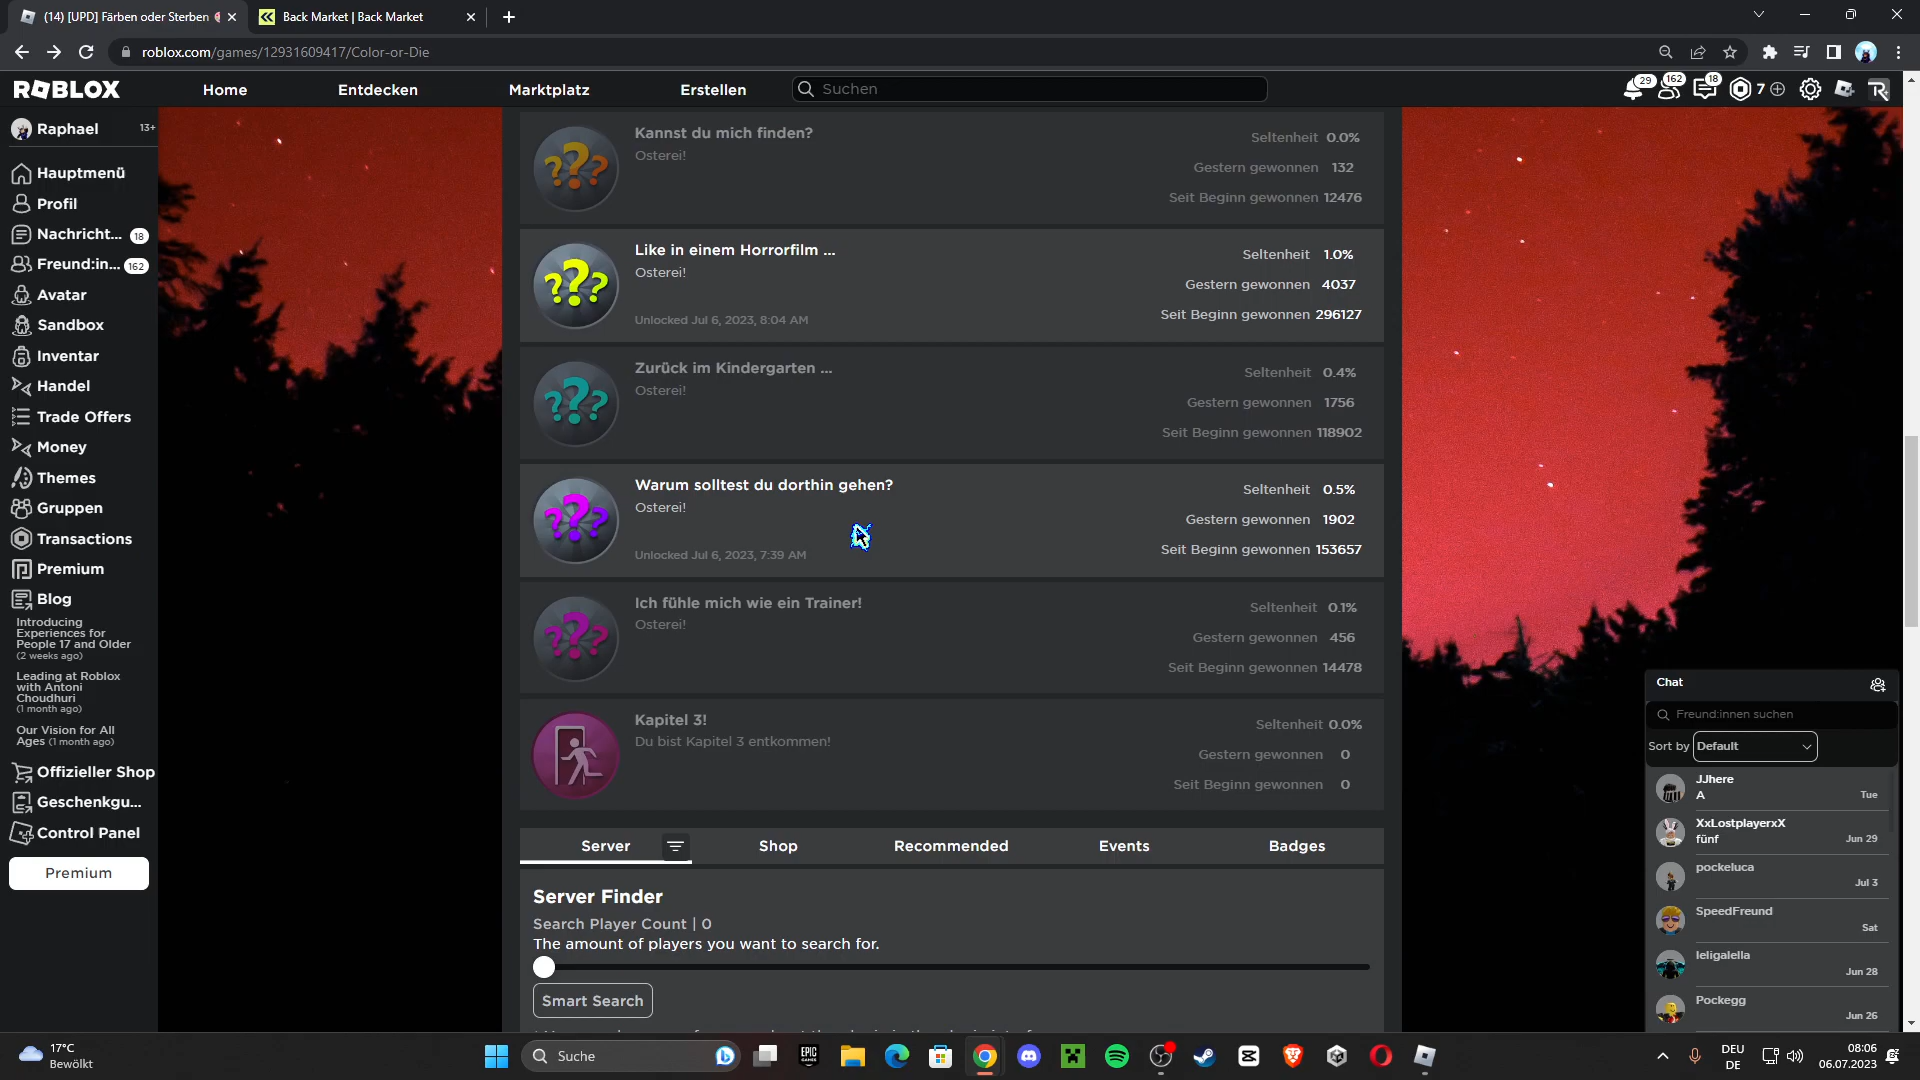 (14) [UPD] Färben oder Sterben
Back Market | Back Market
roblox.com/games/12931609417/Color-or-Die
ROBLOX
Home
Entdecken
Marktplatz
Erstellen
Suchen
29
162
18
7
Raphael
13+
Hauptmenü
Profil
Nachricht...
18
Freund:in...
162
Avatar
Sandbox
Inventar
Handel
Trade Offers
Money
Themes
Gruppen
Transactions
Premium
Blog
Introducing
Experiences for
People 17 and Older
(2 weeks ago)
Leading at Roblox
with Antoni
Choudhuri
(1 month ago)
Our Vision for All
Ages (1 month ago)
Offizieller Shop
Geschenkgu...
Control Panel
Premium
Kannst du mich finden?
Osterei!
Seltenheit 0.0%
Gestern gewonnen 132
Seit Beginn gewonnen 12476
Like in einem Horrorfilm ...
Osterei!
Unlocked Jul 6, 2023, 8:04 AM
Seltenheit 1.0%
Gestern gewonnen 4037
Seit Beginn gewonnen 296127
Zurück im Kindergarten ...
Osterei!
Seltenheit 0.4%
Gestern gewonnen 1756
Seit Beginn gewonnen 118902
Warum solltest du dorthin gehen?
Osterei!
Unlocked Jul 6, 2023, 7:39 AM
Seltenheit 0.5%
Gestern gewonnen 1902
Seit Beginn gewonnen 153657
Ich fühle mich wie ein Trainer!
Osterei!
Seltenheit 0.1%
Gestern gewonnen 456
Seit Beginn gewonnen 14478
Kapitel 3!
Du bist Kapitel 3 entkommen!
Seltenheit 0.0%
Gestern gewonnen 0
Seit Beginn gewonnen 0
Server
Shop
Recommended
Events
Badges
Server Finder
Search Player Count | 0
The amount of players you want to search for.
Smart Search
Chat
Freund:innen suchen
Sort by Default
JJhere
A
Tue
XxLostplayerxX
fünf
Jun 29
pockeluca
Jul 3
SpeedFreund
Sat
leligalella
Jun 28
Pockegg
Jun 26
17°C
Bewölkt
Suche
EPIC
DEU
DE
08:06
06.07.2023